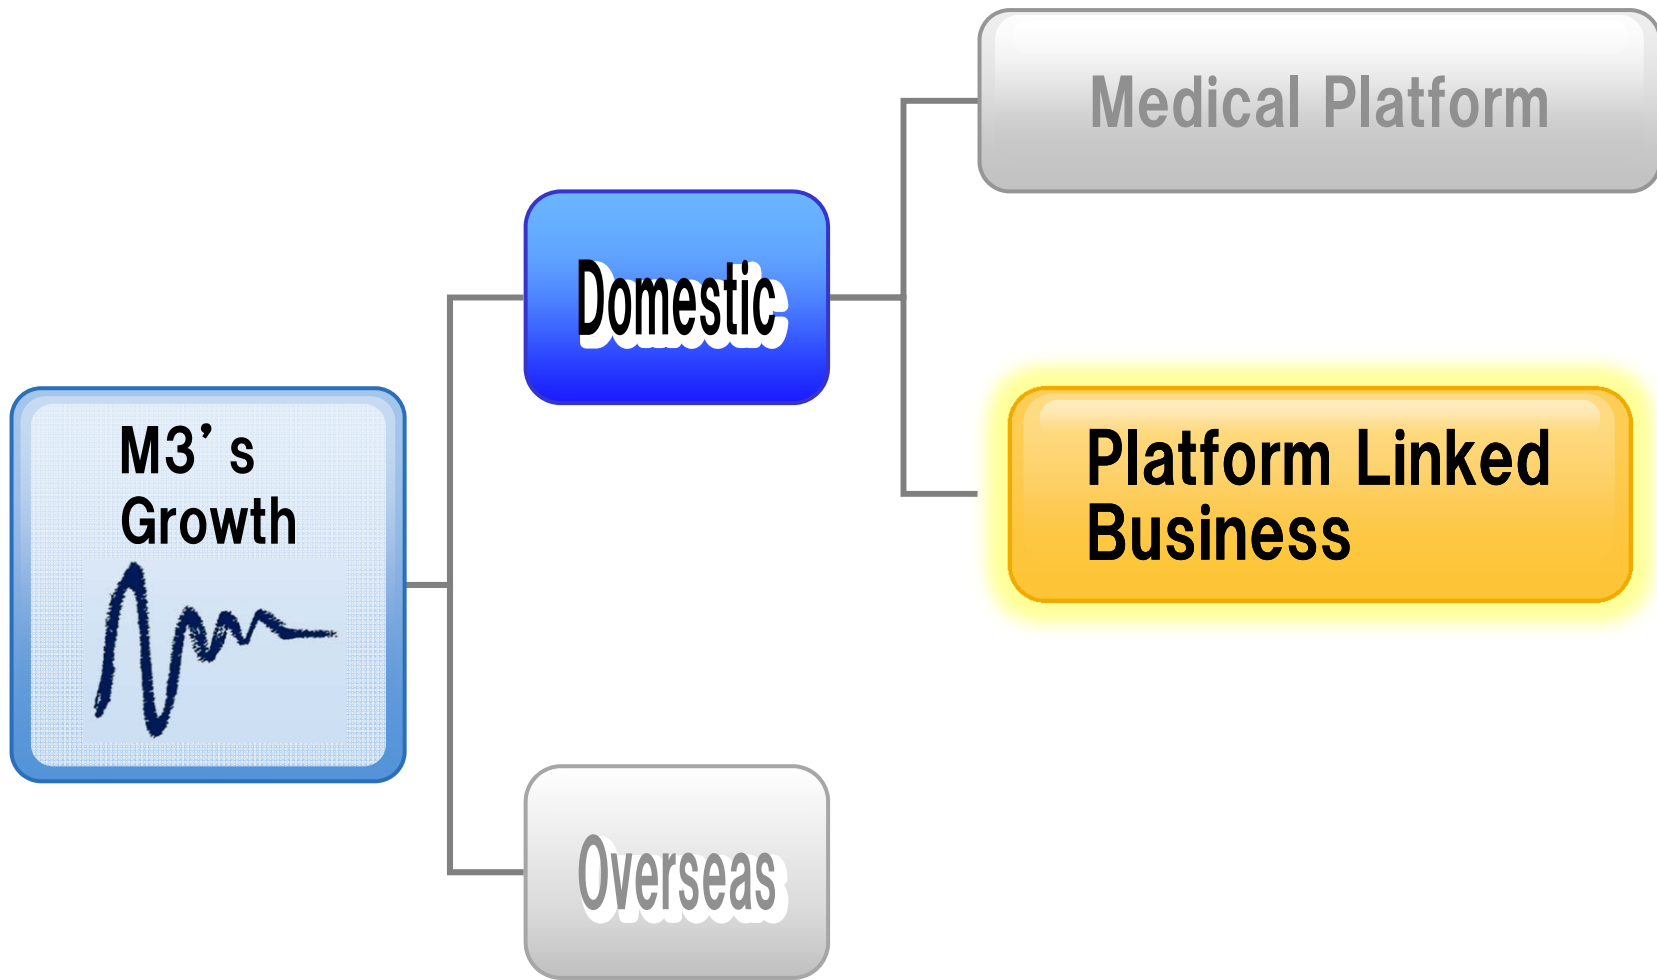 Medical Platform
Domestic
M3’s
Growth
Platform Linked
Business
Overseas